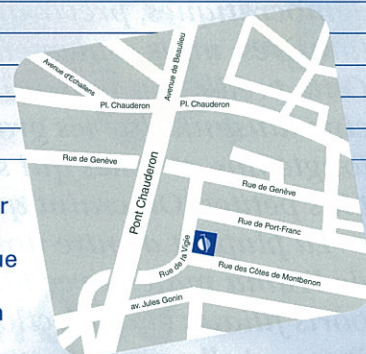 Avenue d'Echallens
Avenue de Beaulieu
Pl. Chauderon
Pl. Chauderon
Rue de Genève
Pont Chauderon
Rue de Genève
r
Rue de Port-Franc
ue
Rue de la Vigie
Rue des Côtes de Montbenon
n
av. Jules Gonin